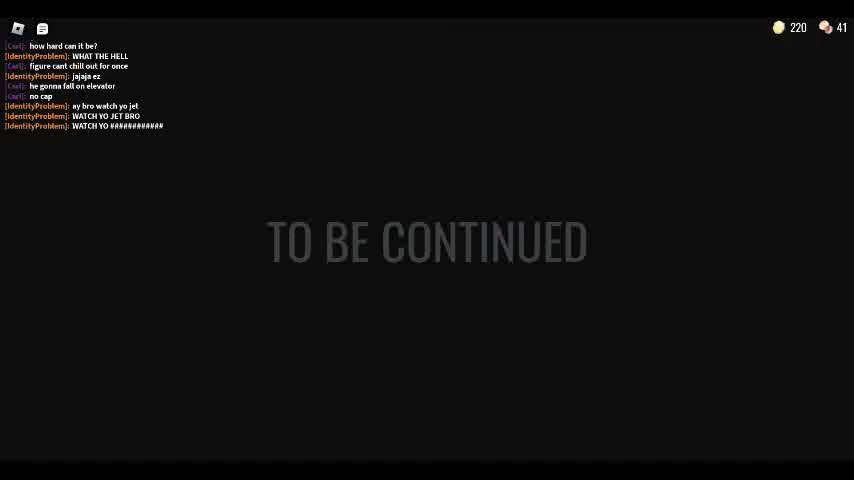 220
41
[Carl]: how hard can it be?
[IdentityProblem]: WHAT THE HELL
[Carl]: figure cant chill out for once
[IdentityProblem]: jajaja ez
[Carl]: he gonna fall on elevator
[Carl]: no cap
[IdentityProblem]: ay bro watch yo jet
[IdentityProblem]: WATCH YO JET BRO
[IdentityProblem]: WATCH YO ############
TO BE CONTINUED